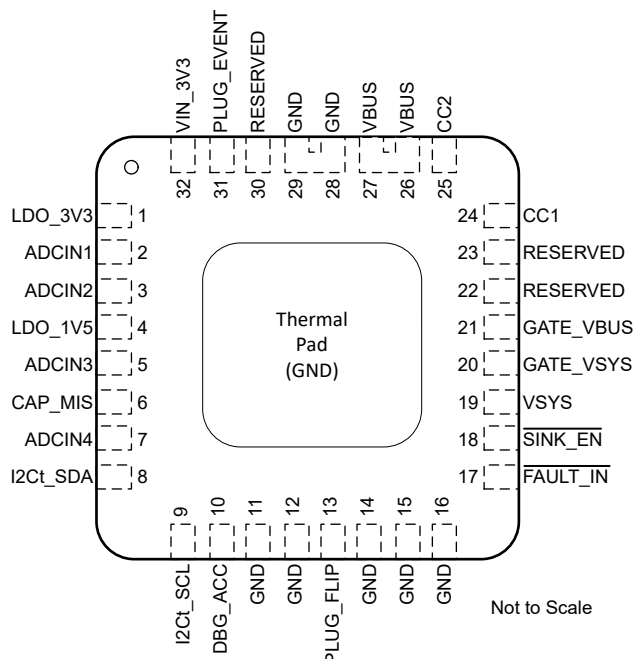 VIN_3V3
PLUG_EVENT
RESERVED
GND
GND
VBUS
VBUS
CC2
32
31
30
29
28
27
26
25
LDO_3V3 1
ADCIN1 2
ADCIN2 3
LDO_1V5 4
ADCIN3 5
CAP_MIS 6
ADCIN4 7
I2Ct_SDA 8
Thermal
Pad
(GND)
24 CC1
23 RESERVED
22 RESERVED
21 GATE_VBUS
20 GATE_VSYS
19 VSYS
18 SINK_EN
17 FAULT_IN
9
10
11
12
13
14
15
16
I2Ct_SCL
DBG_ACC
GND
GND
PLUG_FLIP
GND
GND
GND
Not to Scale